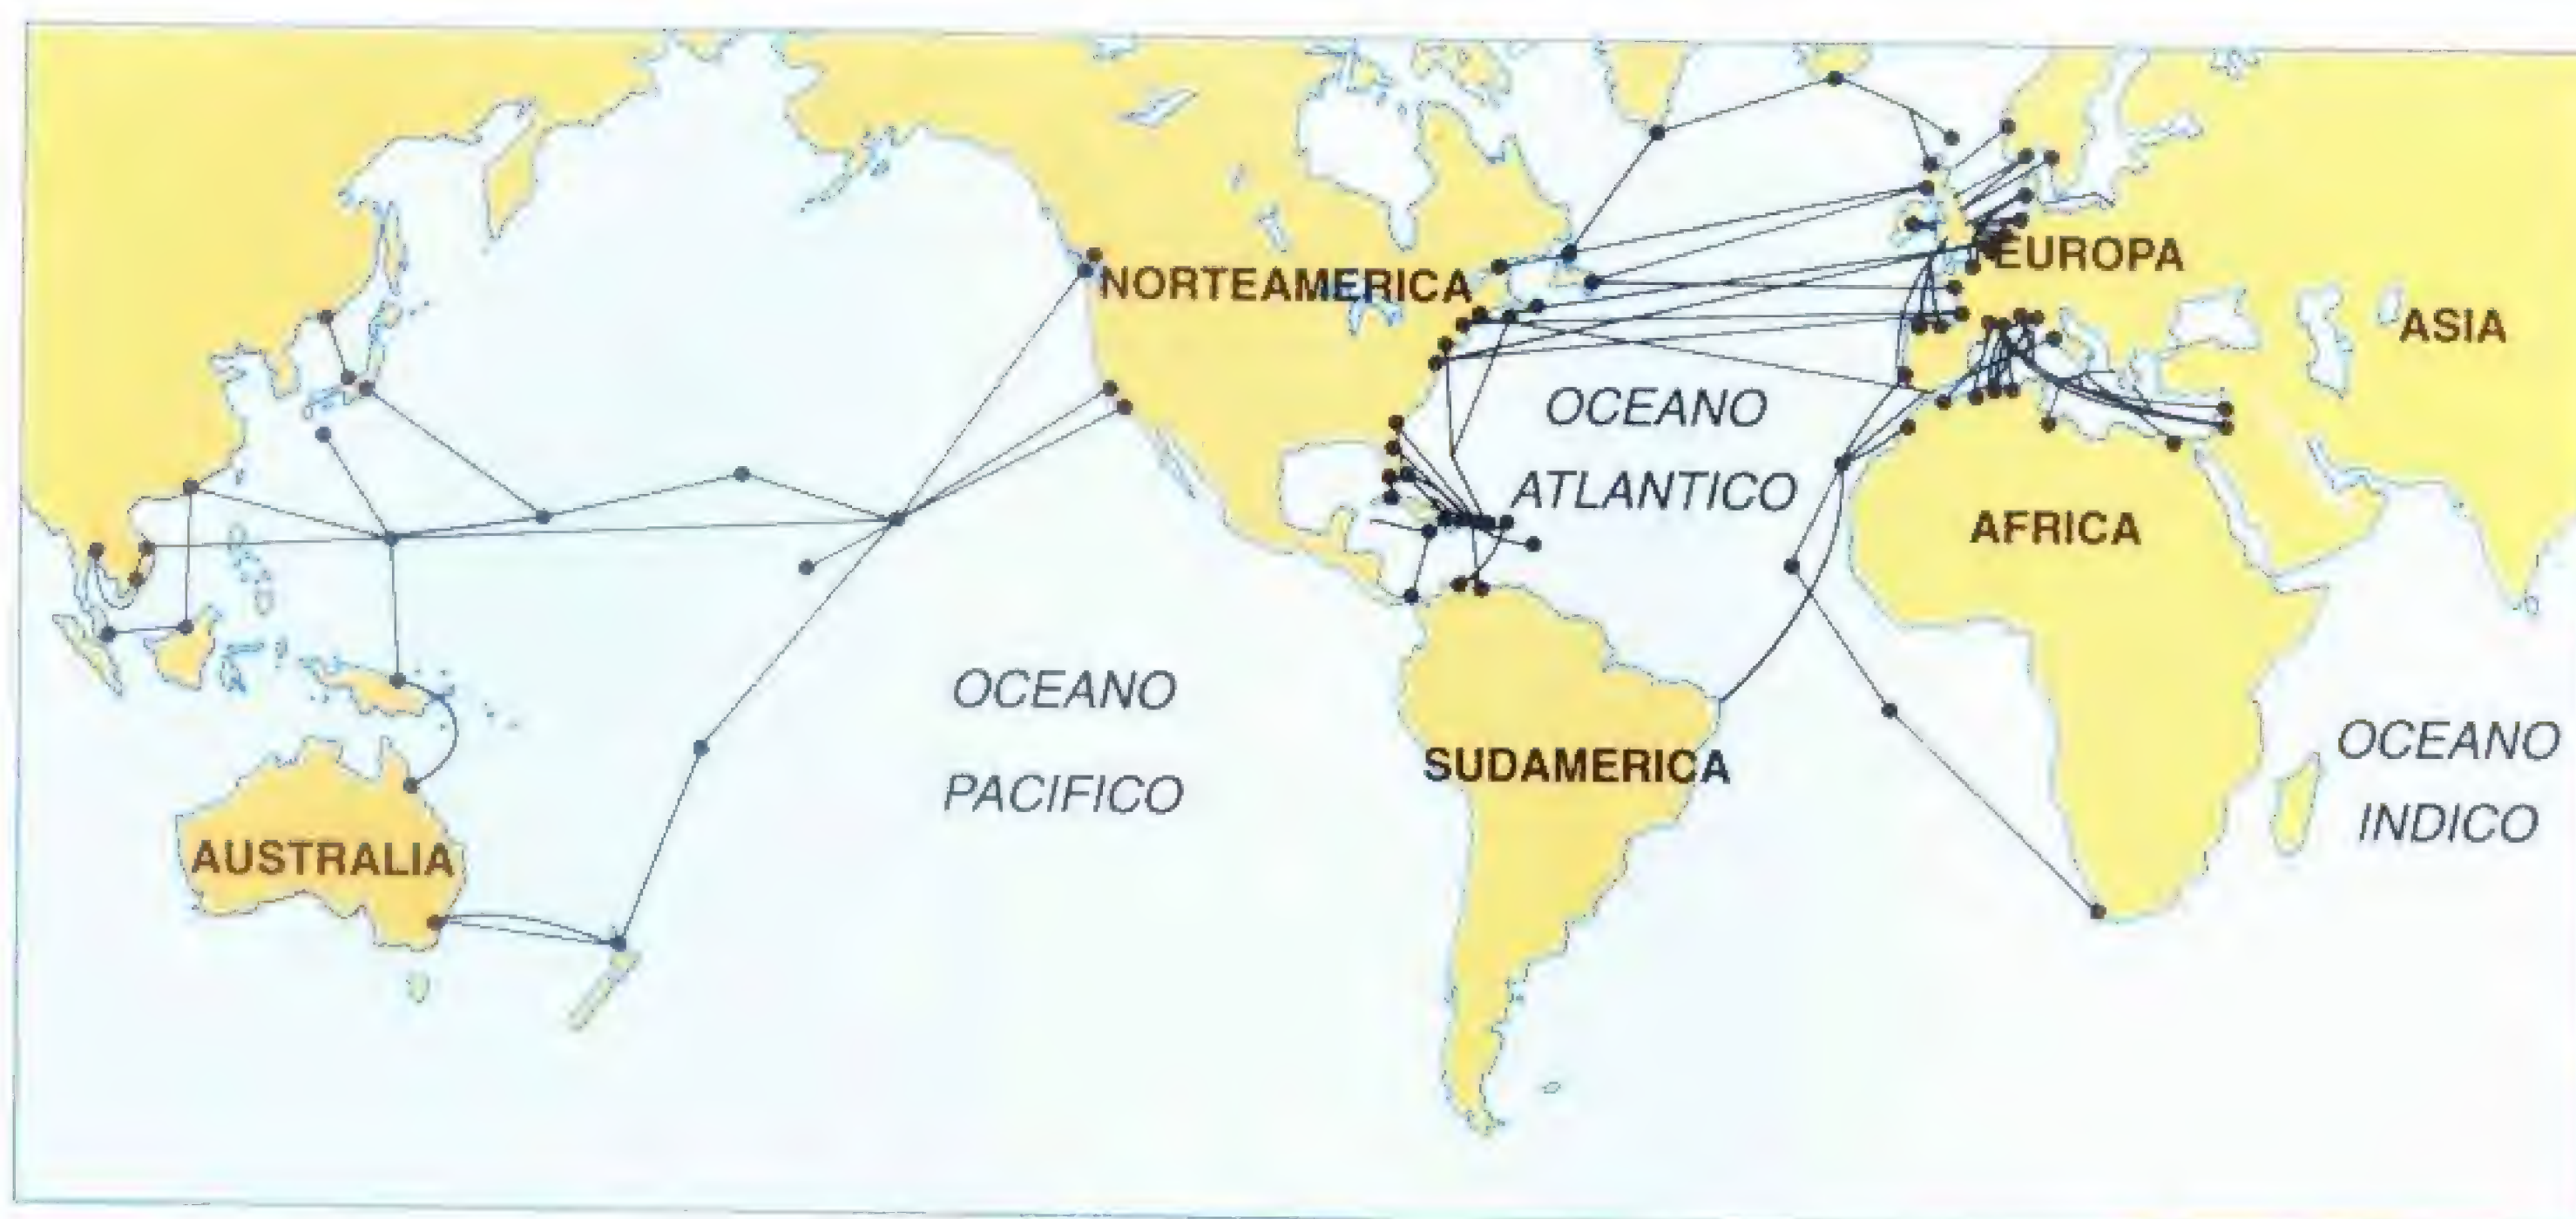 NORTEAMERICA
EUROPA
ASIA
OCEANO
ATLANTICO
AFRICA
OCEANO
PACIFICO
SUDAMERICA
OCEANO
INDICO
AUSTRALIA